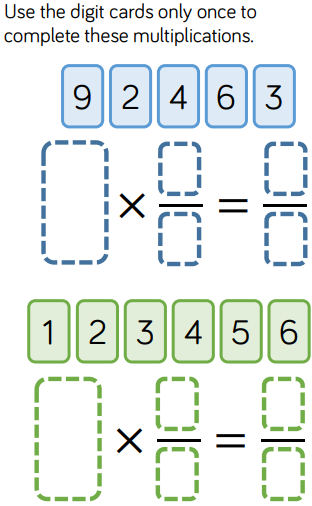 Use the digit cards only once to
complete these multiplications.
9 2 4 6 3
× =
1 2 3 4 5 6
× =